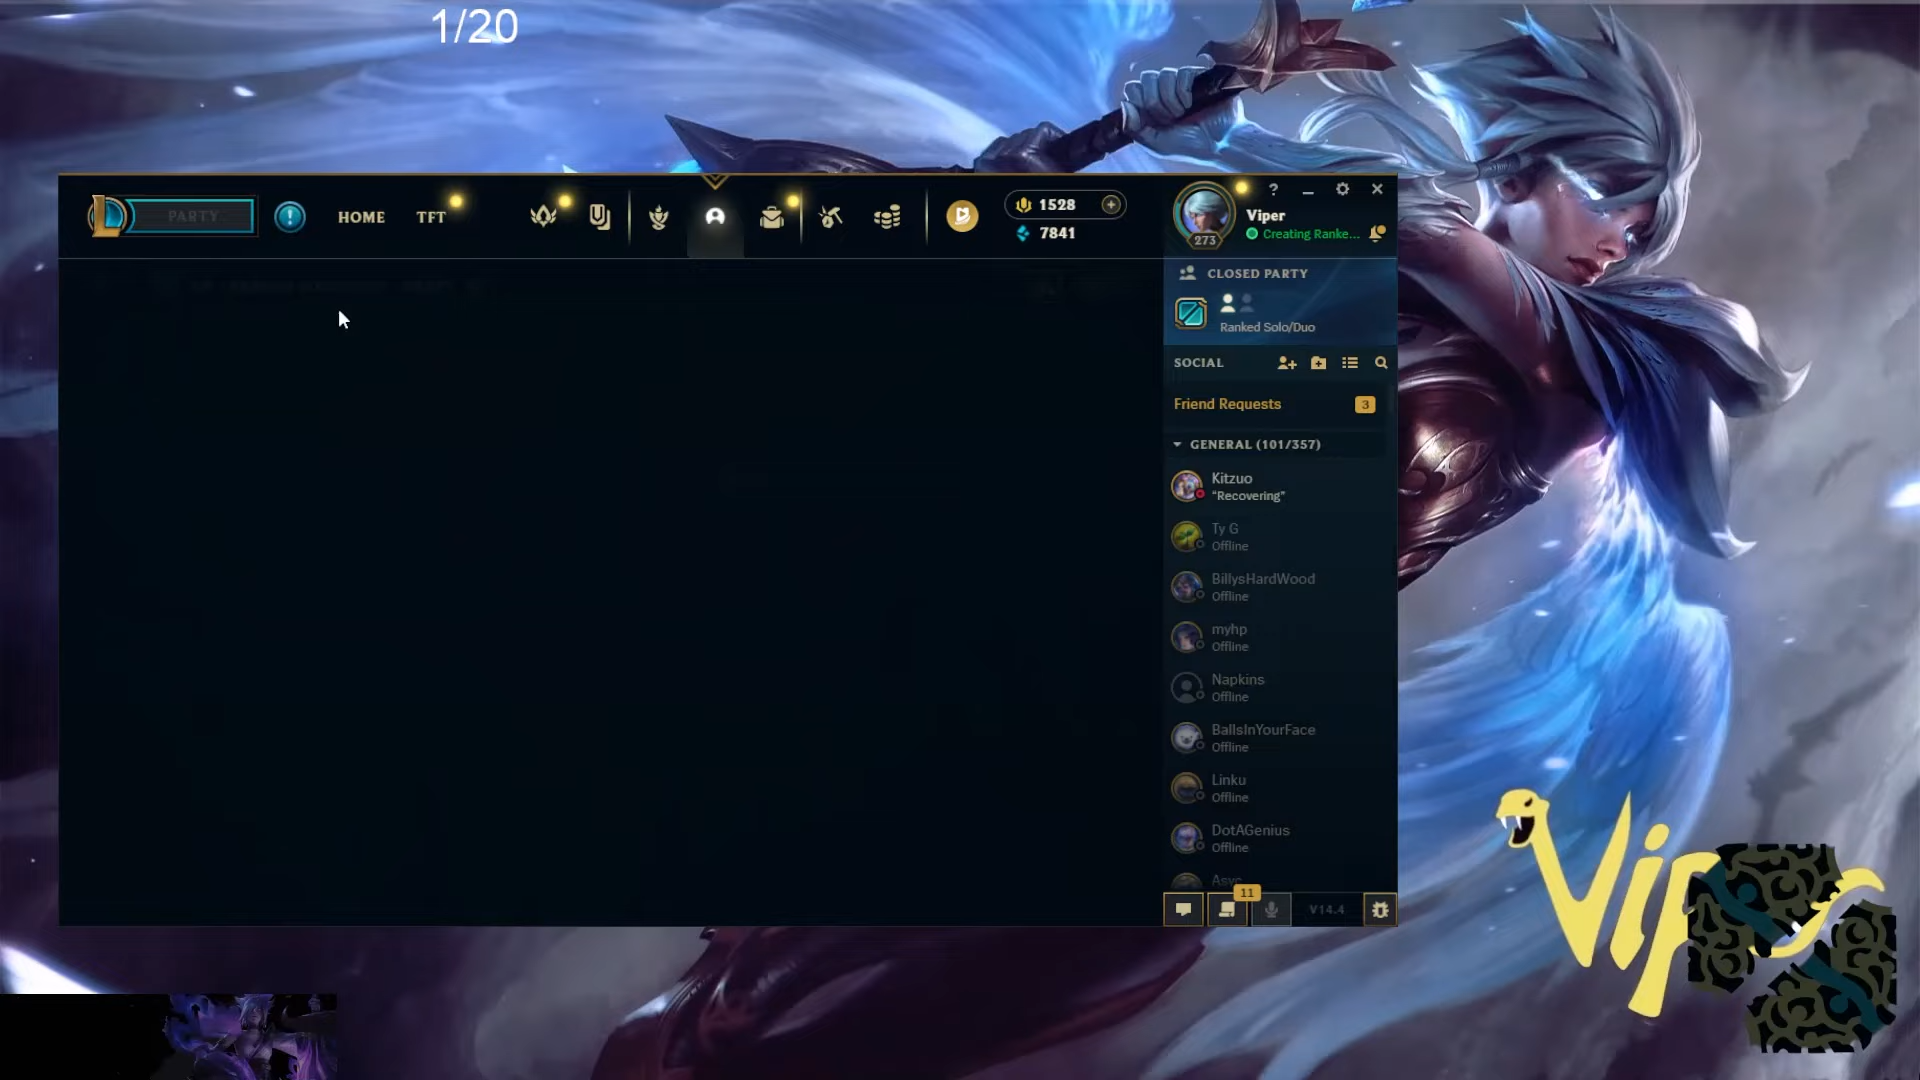 1/20
PARTY
HOME
TFT
1528
7841
273
Viper
Creating Ranke...
CLOSED PARTY
Ranked Solo/Duo
SOCIAL
Friend Requests
3
GENERAL (101/357)
Kitzuo
"Recovering"
Ty G
Offline
BillysHardWood
Offline
myhp
Offline
Napkins
Offline
BallsInYourFace
Offline
Linku
Offline
DotAGenius
Offline
11
V14.4